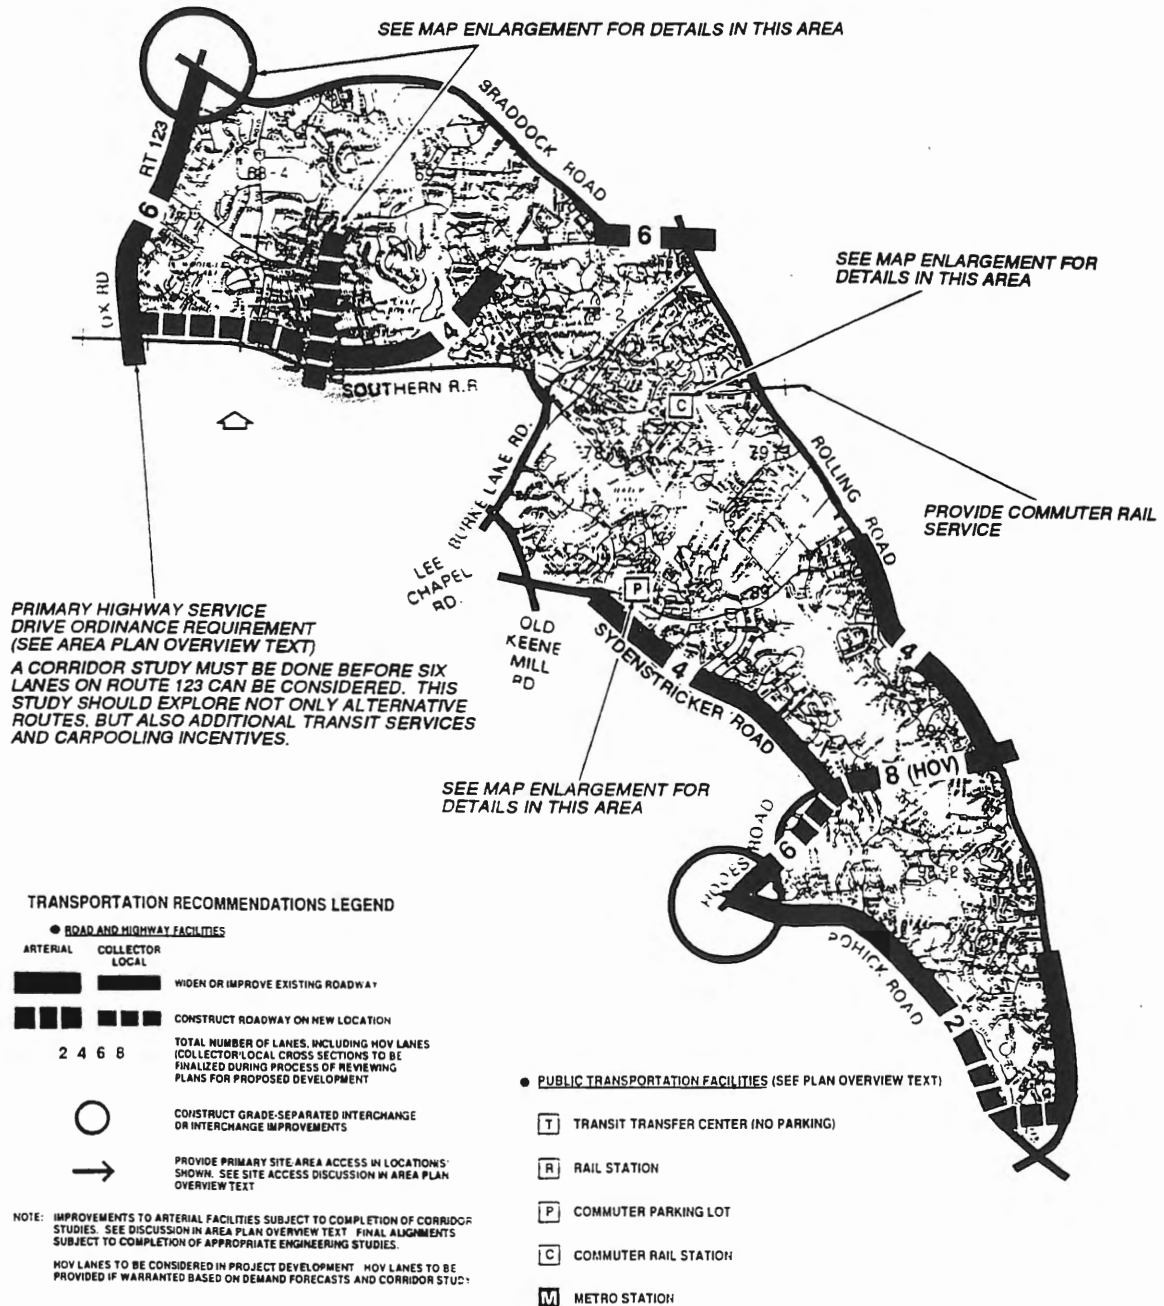 SEE MAP ENLARGEMENT FOR DETAILS IN THIS AREA
BRADDOCK ROAD
RT 123
68-4
69
6
6
OX RD
4
SOUTHERN R.R
SEE MAP ENLARGEMENT FOR
DETAILS IN THIS AREA
C
ROLLING ROAD
BURKE LANE RD.
PROVIDE COMMUTER RAIL
SERVICE
LEE
CHAPEL
RD.
P
OLD
KEENE
MILL
RD
SYDENSTRICKER ROAD
4
4
PRIMARY HIGHWAY SERVICE
DRIVE ORDINANCE REQUIREMENT
(SEE AREA PLAN OVERVIEW TEXT)
A CORRIDOR STUDY MUST BE DONE BEFORE SIX
LANES ON ROUTE 123 CAN BE CONSIDERED. THIS
STUDY SHOULD EXPLORE NOT ONLY ALTERNATIVE
ROUTES, BUT ALSO ADDITIONAL TRANSIT SERVICES
AND CARPOOLING INCENTIVES.
8 (HOV)
SEE MAP ENLARGEMENT FOR
DETAILS IN THIS AREA
HOOES ROAD
6
98-2
POHICK ROAD
2
TRANSPORTATION RECOMMENDATIONS LEGEND
● ROAD AND HIGHWAY FACILITIES
ARTERIAL COLLECTOR
LOCAL
WIDEN OR IMPROVE EXISTING ROADWAY
CONSTRUCT ROADWAY ON NEW LOCATION
2 4 6 8 TOTAL NUMBER OF LANES, INCLUDING HOV LANES
(COLLECTOR/LOCAL CROSS SECTIONS TO BE
FINALIZED DURING PROCESS OF REVIEWING
PLANS FOR PROPOSED DEVELOPMENT
CONSTRUCT GRADE-SEPARATED INTERCHANGE
OR INTERCHANGE IMPROVEMENTS
PROVIDE PRIMARY SITE-AREA ACCESS IN LOCATIONS
SHOWN. SEE SITE ACCESS DISCUSSION IN AREA PLAN
OVERVIEW TEXT
NOTE: IMPROVEMENTS TO ARTERIAL FACILITIES SUBJECT TO COMPLETION OF CORRIDOR
STUDIES. SEE DISCUSSION IN AREA PLAN OVERVIEW TEXT FINAL ALIGNMENTS
SUBJECT TO COMPLETION OF APPROPRIATE ENGINEERING STUDIES.
HOV LANES TO BE CONSIDERED IN PROJECT DEVELOPMENT HOV LANES TO BE
PROVIDED IF WARRANTED BASED ON DEMAND FORECASTS AND CORRIDOR STUDY
● PUBLIC TRANSPORTATION FACILITIES (SEE PLAN OVERVIEW TEXT)
T TRANSIT TRANSFER CENTER (NO PARKING)
R RAIL STATION
P COMMUTER PARKING LOT
C COMMUTER RAIL STATION
M METRO STATION